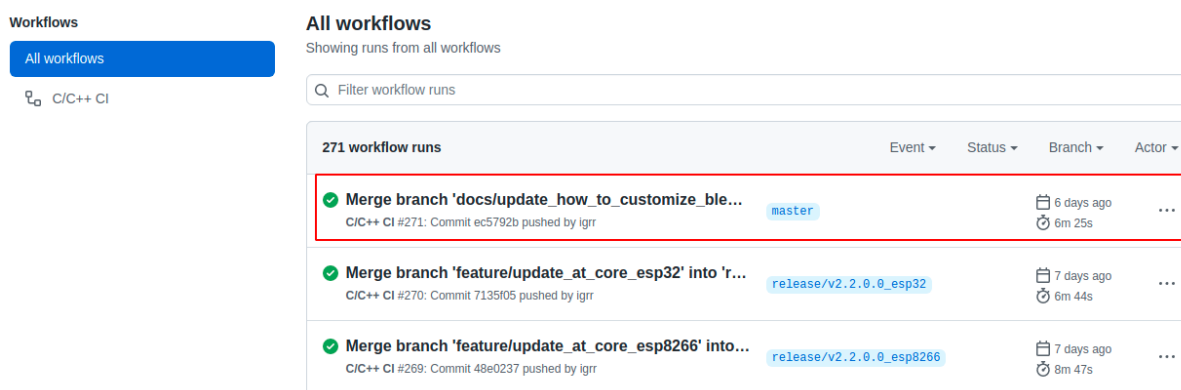 Workflows
All workflows
C/C++ CI
All workflows
Showing runs from all workflows
Filter workflow runs
271 workflow runs
Event
Status
Branch
Actor
Merge branch 'docs/update_how_to_customize_ble...
C/C++ CI #271: Commit ec5792b pushed by igrr
master
6 days ago
6m 25s
Merge branch 'feature/update_at_core_esp32' into 'r...
C/C++ CI #270: Commit 7135f05 pushed by igrr
release/v2.2.0.0_esp32
7 days ago
6m 44s
Merge branch 'feature/update_at_core_esp8266' into...
C/C++ CI #269: Commit 48e0237 pushed by igrr
release/v2.2.0.0_esp8266
7 days ago
8m 47s